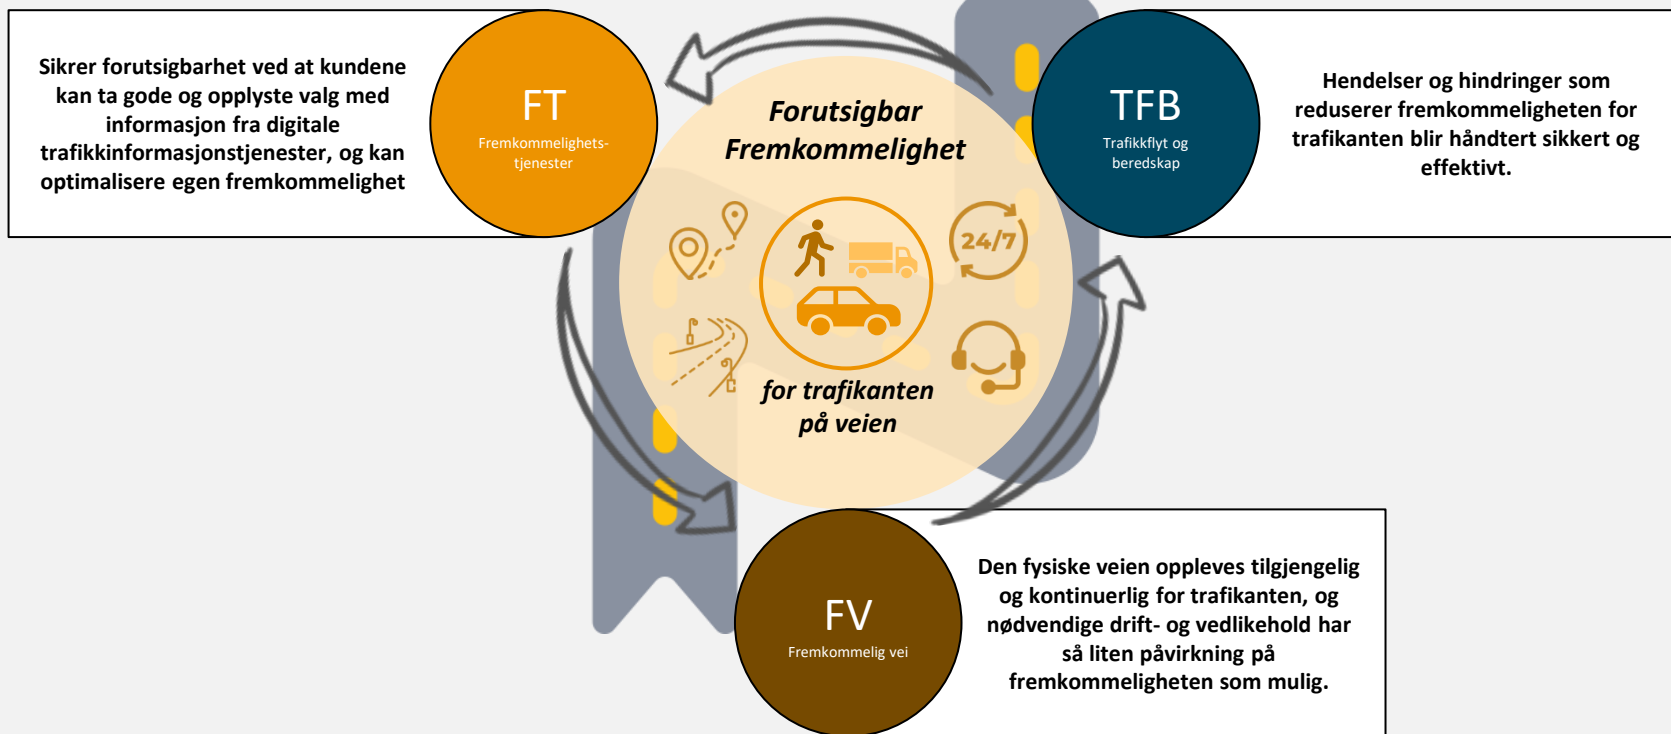 Sikrer forutsigbarhet ved at kundene
kan ta gode og opplyste valg med
informasjon fra digitale
trafikkinformasjonstjenester, og kan
optimalisere egen fremkommelighet
FT
Fremkommelighets-
tjenester
Forutsigbar
Fremkommelighet
24/7
for trafikanten
på veien
TFB
Trafikkflyt og
beredskap
Hendelser og hindringer som
reduserer fremkommeligheten for
trafikanten blir håndtert sikkert og
effektivt.
FV
Fremkommelig vei
Den fysiske veien oppleves tilgjengelig
og kontinuerlig for trafikanten, og
nødvendige drift- og vedlikehold har
så liten påvirkning på
fremkommeligheten som mulig.